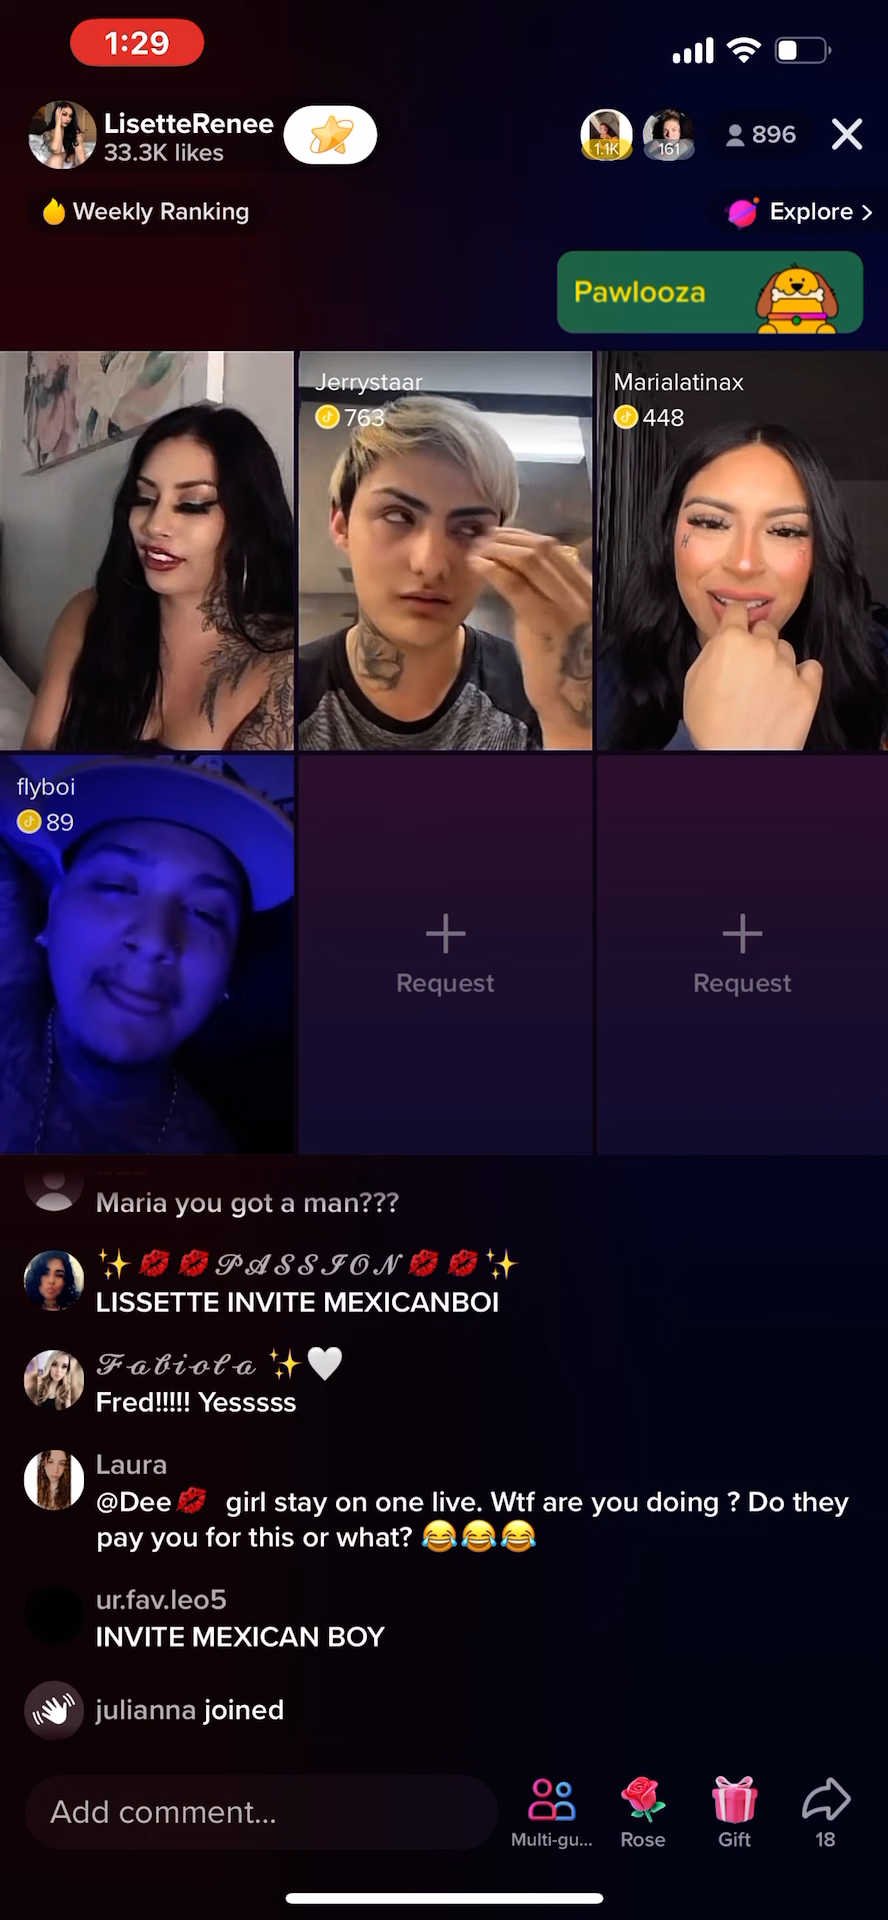 1:29
LisetteRenee
33.3K likes
1.1K
161
896
Weekly Ranking
Explore >
Pawlooza
Jerrystaar
763
Marialatinax
448
flyboi
89
Request
Request
Maria you got a man???
✨💋💋𝒫𝒜𝒮𝒮ℐ𝒪𝒩💋💋✨
LISSETTE INVITE MEXICANBOI
𝓕𝓪𝓫𝓲𝓸𝓵𝓪 ✨🤍
Fred!!!!! Yesssss
Laura
@Dee💋 girl stay on one live. Wtf are you doing ? Do they
pay you for this or what? 😂😂😂
ur.fav.leo5
INVITE MEXICAN BOY
julianna joined
Add comment...
Multi-gu...
Rose
Gift
18